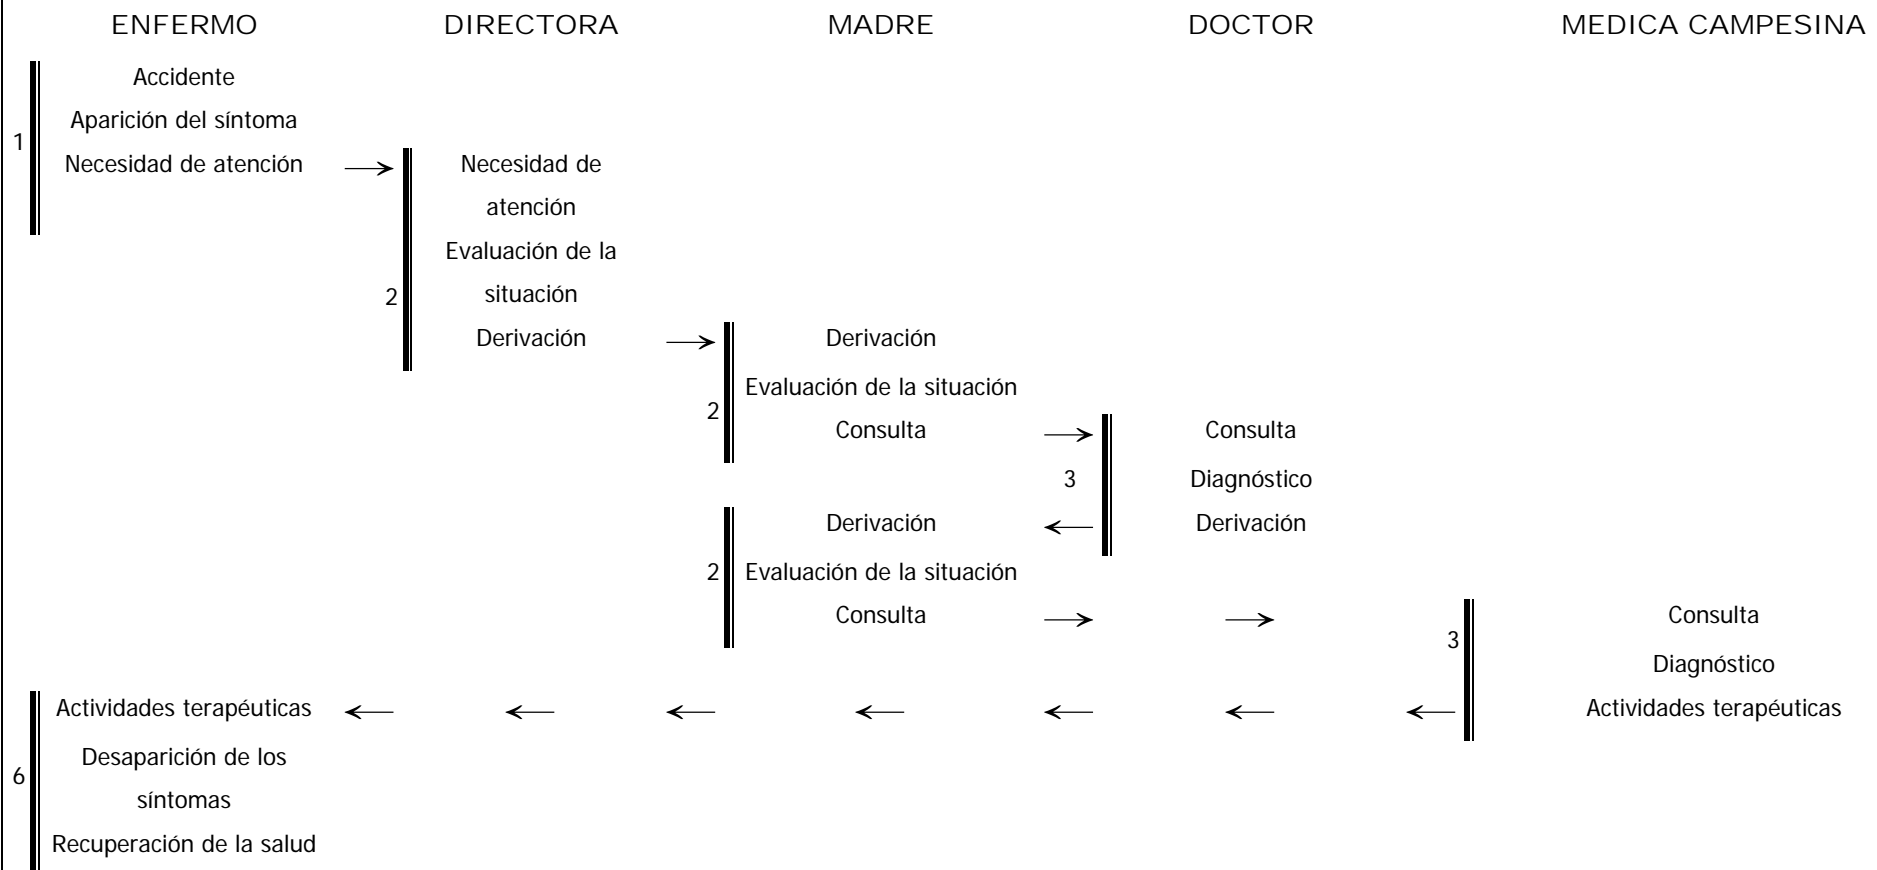 ENFERMO DIRECTORA MADRE DOCTOR MEDICA CAMPESINA
Accidente
Aparición del síntoma
1
Necesidad de atención → Necesidad de
atención
Evaluación de la
2 situación
Derivación → Derivación
Evaluación de la situación
2
Consulta → Consulta
3 Diagnóstico
Derivación ← Derivación
2 Evaluación de la situación
Consulta → → Consulta
3
Diagnóstico
Actividades terapéuticas ← ← ← ← ← ← ← Actividades terapéuticas
Desaparición de los
6
síntomas
Recuperación de la salud